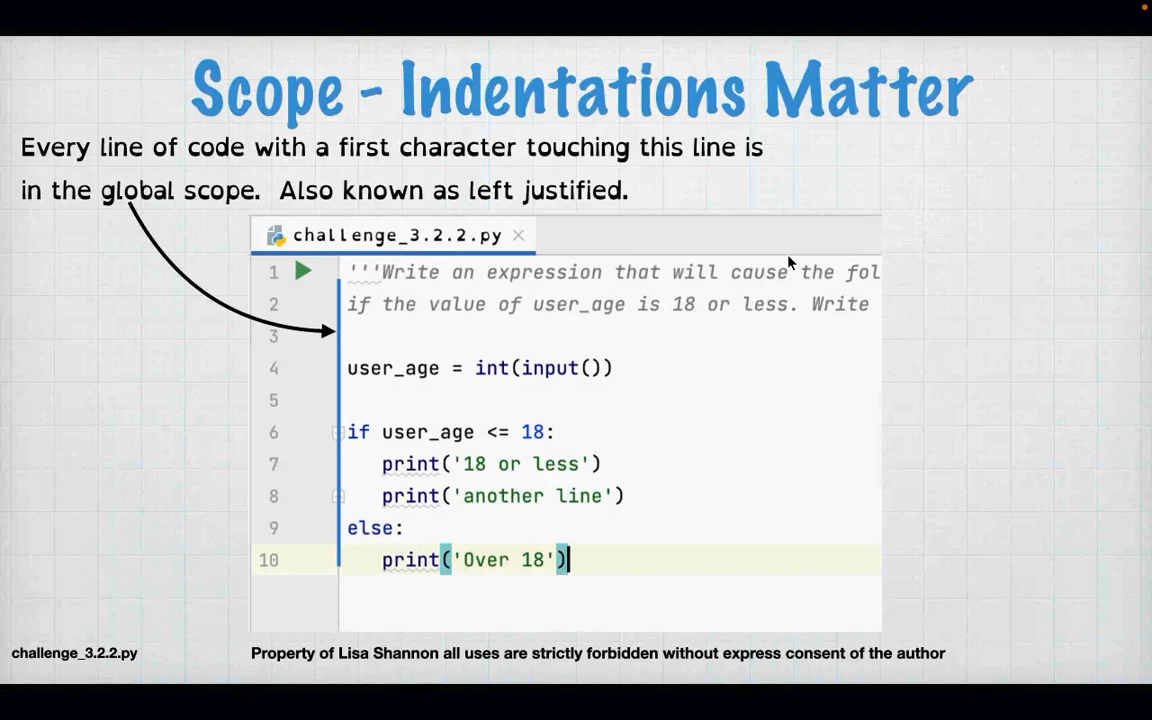 Scope - Indentations Matter
Every line of code with a first character touching this line is
in the global scope. Also known as left justified.
challenge_3.2.2.py
1 '''Write an expression that will cause the fol
2 if the value of user_age is 18 or less. Write
3
4 user_age = int(input())
5
6 if user_age <= 18:
7 print('18 or less')
8 print('another line')
9 else:
10 print('Over 18')
challenge_3.2.2.py
Property of Lisa Shannon all uses are strictly forbidden without express consent of the author